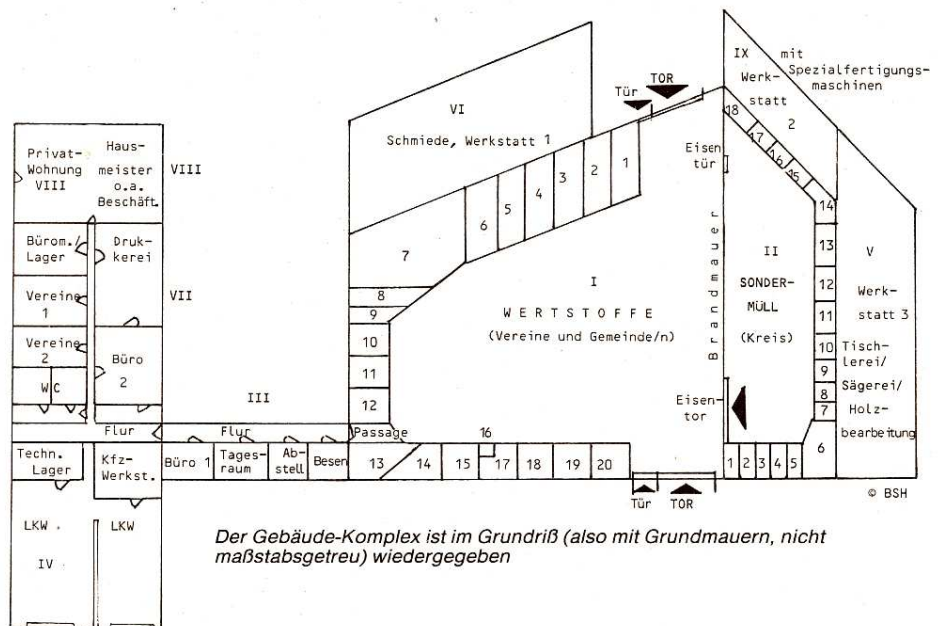 IX mit
Spezialfertigungs-
maschinen
Werk-
statt
2
TOR
Tür
VI
Schmiede, Werkstatt 1
Privat-
Wohnung
VIII
Haus-
meister
o.a.
Beschäft.
VIII
Eisen
tür
18
17
16
15
14
13
12
11
10
9
8
7
6
1
2
3
4
5
6
7
8
9
10
11
12
Bürom./
Lager
Druk-
kerei
VII
Vereine
1
Vereine
2
WC
Büro
2
I
WERTSTOFFE
(Vereine und Gemeinde/n)
Brandmauer
II
SONDER-
MÜLL
(Kreis)
V
Werk-
statt 3
Tisch-
lerei/
Sägerei/
Holz-
bearbeitung
III
Eisen-
tor
Flur
Flur
Passage
16
Techn.
Lager
Kfz-
Werkst.
Büro 1
Tages-
raum
Ab-
stell
Besen
13
14
15
17
18
19
20
1
2
3
4
5
Tür
TOR
© BSH
LKW .
LKW
IV
Der Gebäude-Komplex ist im Grundriß (also mit Grundmauern, nicht
maßstabsgetreu) wiedergegeben